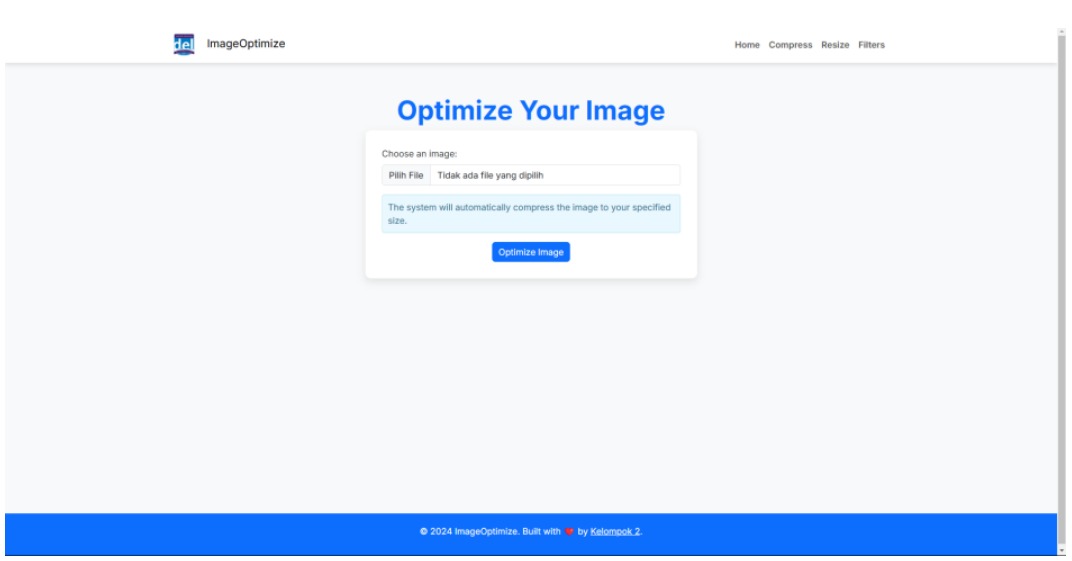 del
ImageOptimize
Home Compress Resize Filters
Optimize Your Image
Choose an image:
Pilih File Tidak ada file yang dipilih
The system will automatically compress the image to your specified
size.
Optimize Image
© 2024 ImageOptimize. Built with ❤️ by Kelompok 2.